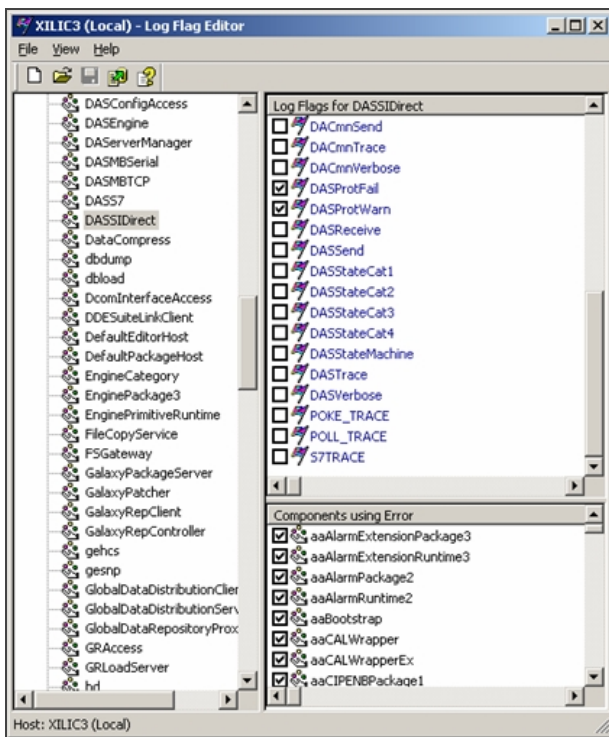 XILIC3 (Local) - Log Flag Editor
File View Help
DASConfigAccess
DASEngine
DAServerManager
DASMBSerial
DASMBTCP
DASS7
DASSIDirect
DataCompress
dbdump
dbload
DcomInterfaceAccess
DDESuiteLinkClient
DefaultEditorHost
DefaultPackageHost
EngineCategory
EnginePackage3
EnginePrimitiveRuntime
FileCopyService
FSGateway
GalaxyPackageServer
GalaxyPatcher
GalaxyRepClient
GalaxyRepController
gehcs
gesnp
GlobalDataDistributionClier
GlobalDataDistributionServ
GlobalDataRepositoryProx
GRAccess
GRLoadServer
hd
Log Flags for DASSIDirect
DACmnSend
DACmnTrace
DACmnVerbose
DASProtFail
DASProtWarn
DASReceive
DASSend
DASStateCat1
DASStateCat2
DASStateCat3
DASStateCat4
DASStateMachine
DASTrace
DASVerbose
POKE_TRACE
POLL_TRACE
S7TRACE
Components using Error
aaAlarmExtensionPackage3
aaAlarmExtensionRuntime3
aaAlarmPackage2
aaAlarmRuntime2
aaBootstrap
aaCALWrapper
aaCALWrapperEx
aaCIPENBPackage1
Host: XILIC3 (Local)